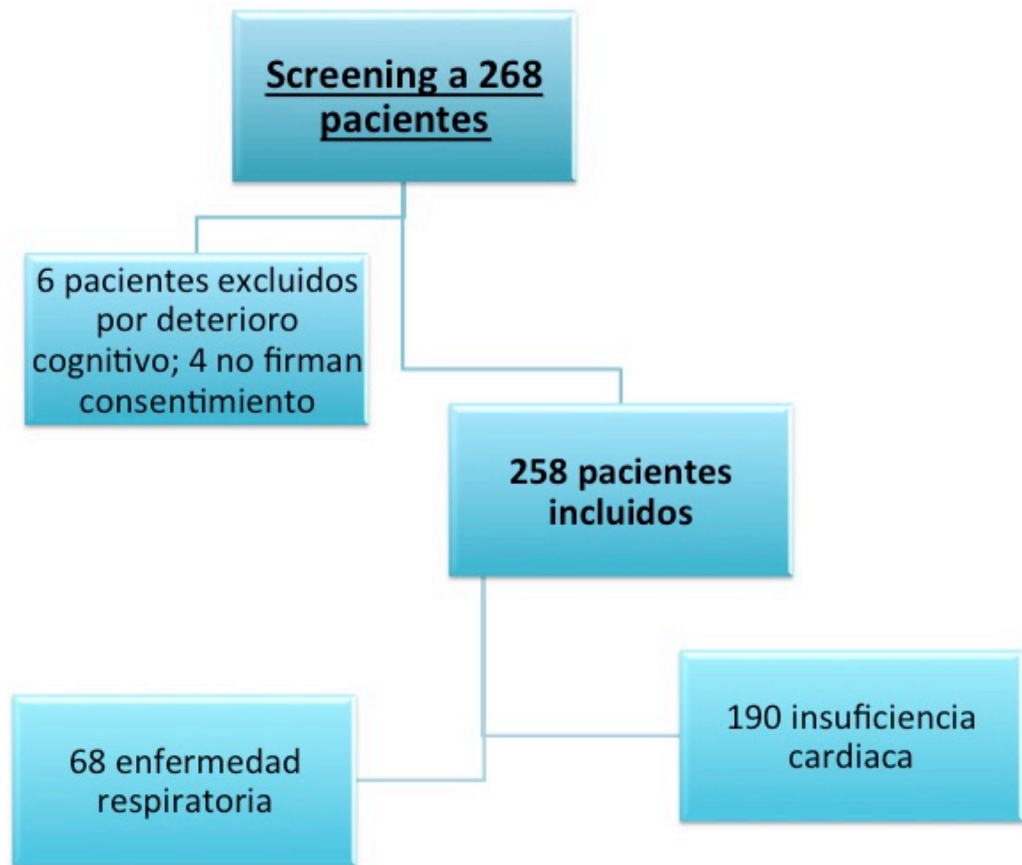 Screening a 268
pacientes
6 pacientes excluidos
por deterioro
cognitivo; 4 no firman
consentimiento
258 pacientes
incluidos
68 enfermedad
respiratoria
190 insuficiencia
cardiaca